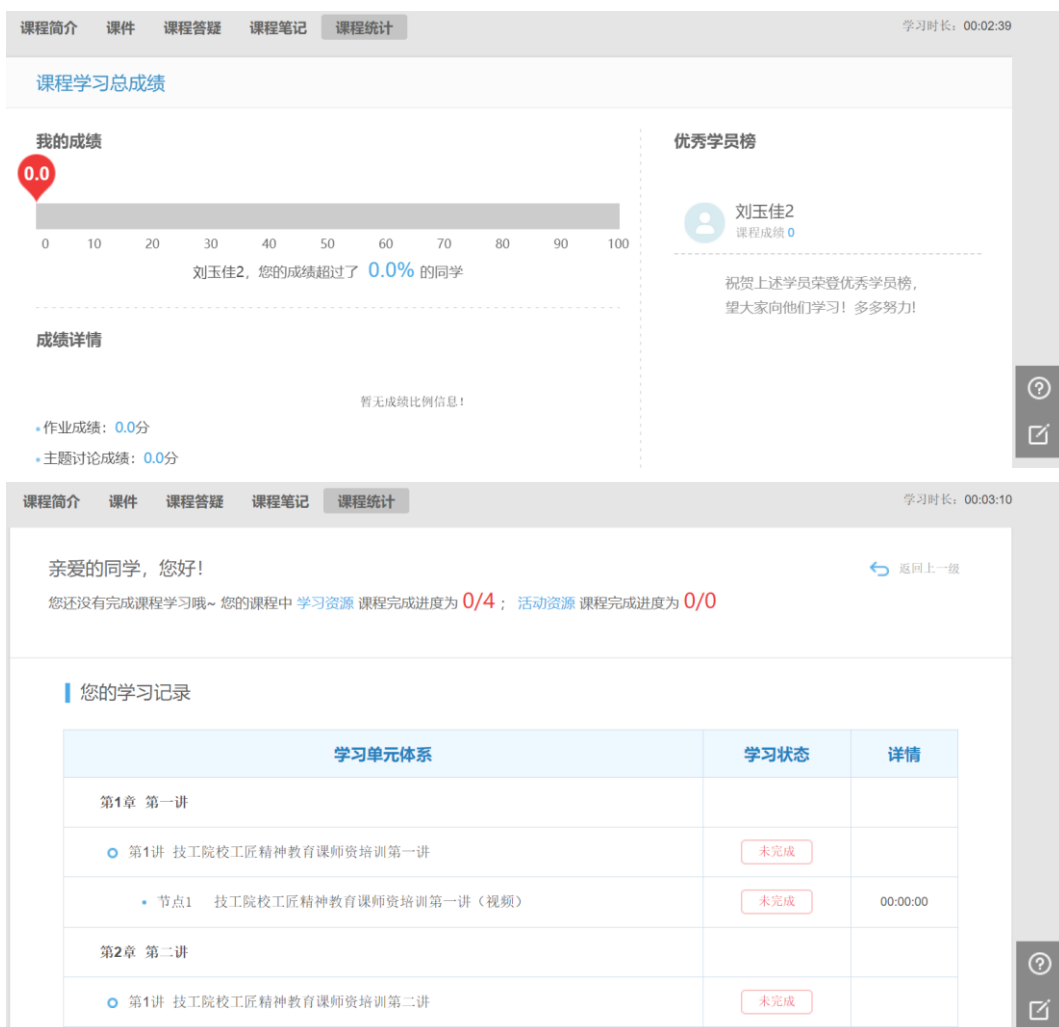 课程简介 课件 课程答疑 课程笔记 课程统计 学习时长：00:02:39
课程学习总成绩
我的成绩
0.0
0 10 20 30 40 50 60 70 80 90 100
刘玉佳2，您的成绩超过了 0.0% 的同学
成绩详情
暂无成绩比例信息！
作业成绩：0.0分
主题讨论成绩：0.0分
优秀学员榜
刘玉佳2
课程成绩 0
祝贺上述学员荣登优秀学员榜，
望大家向他们学习！多多努力!
课程简介 课件 课程答疑 课程笔记 课程统计 学习时长：00:03:10
亲爱的同学，您好！
返回上一级
您还没有完成课程学习哦~ 您的课程中 学习资源 课程完成进度为 0/4； 活动资源 课程完成进度为 0/0
您的学习记录
学习单元体系 学习状态 详情
第1章 第一讲
第1讲 技工院校工匠精神教育课师资培训第一讲 未完成
节点1 技工院校工匠精神教育课师资培训第一讲（视频） 未完成 00:00:00
第2章 第二讲
第1讲 技工院校工匠精神教育课师资培训第二讲 未完成